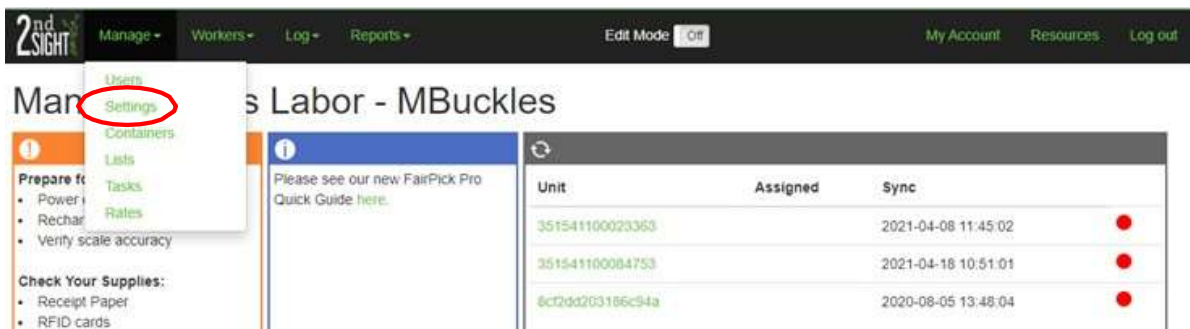 2nd SIGHT
Manage Workers Log Reports Edit Mode Off My Account Resources Log out
Users
Settings
Containers
Lists
Tasks
Rates
Man s Labor - MBuckles
Prepare fo
• Power
• Rechar
• Verify scale accuracy
Check Your Supplies:
• Receipt Paper
• RFID cards
Please see our new FairPick Pro
Quick Guide here.
Unit Assigned Sync
351541100023363 2021-04-08 11:45:02
351541100084753 2021-04-18 10:51:01
8cf2dd203186c94a 2020-08-05 13:48:04